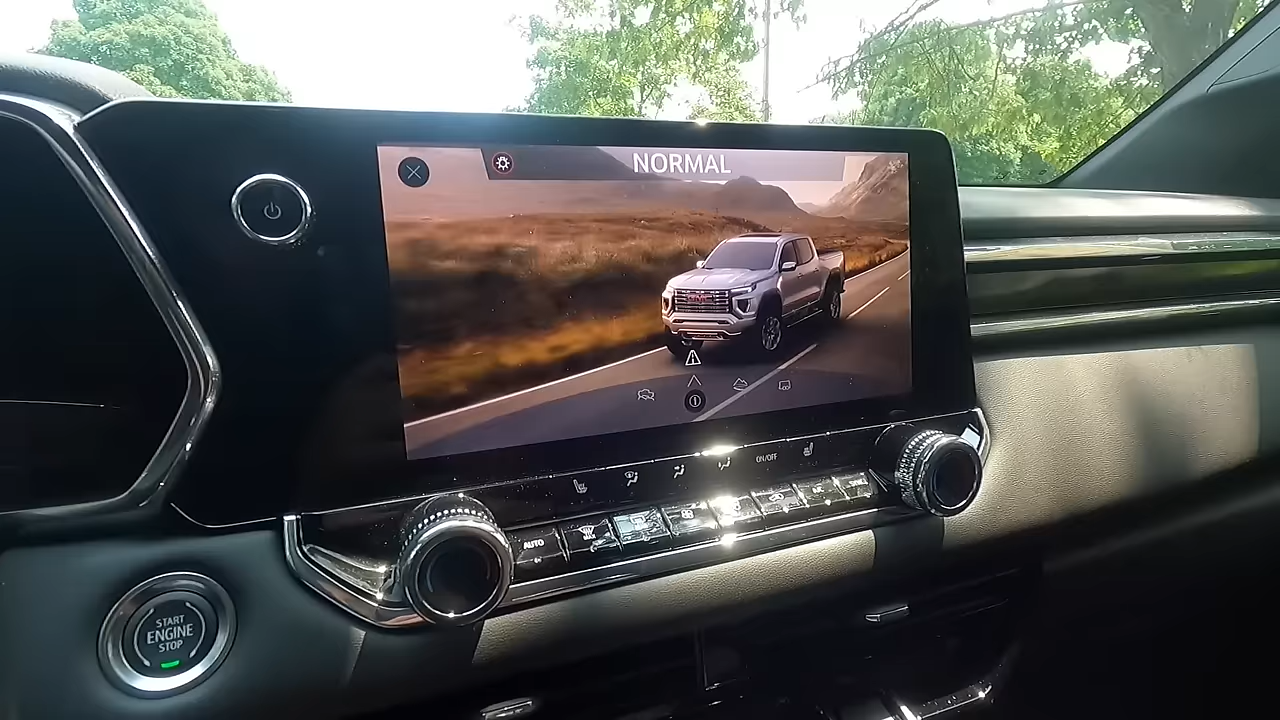 NORMAL
GMC
ON/OFF
AUTO
START
ENGINE
STOP